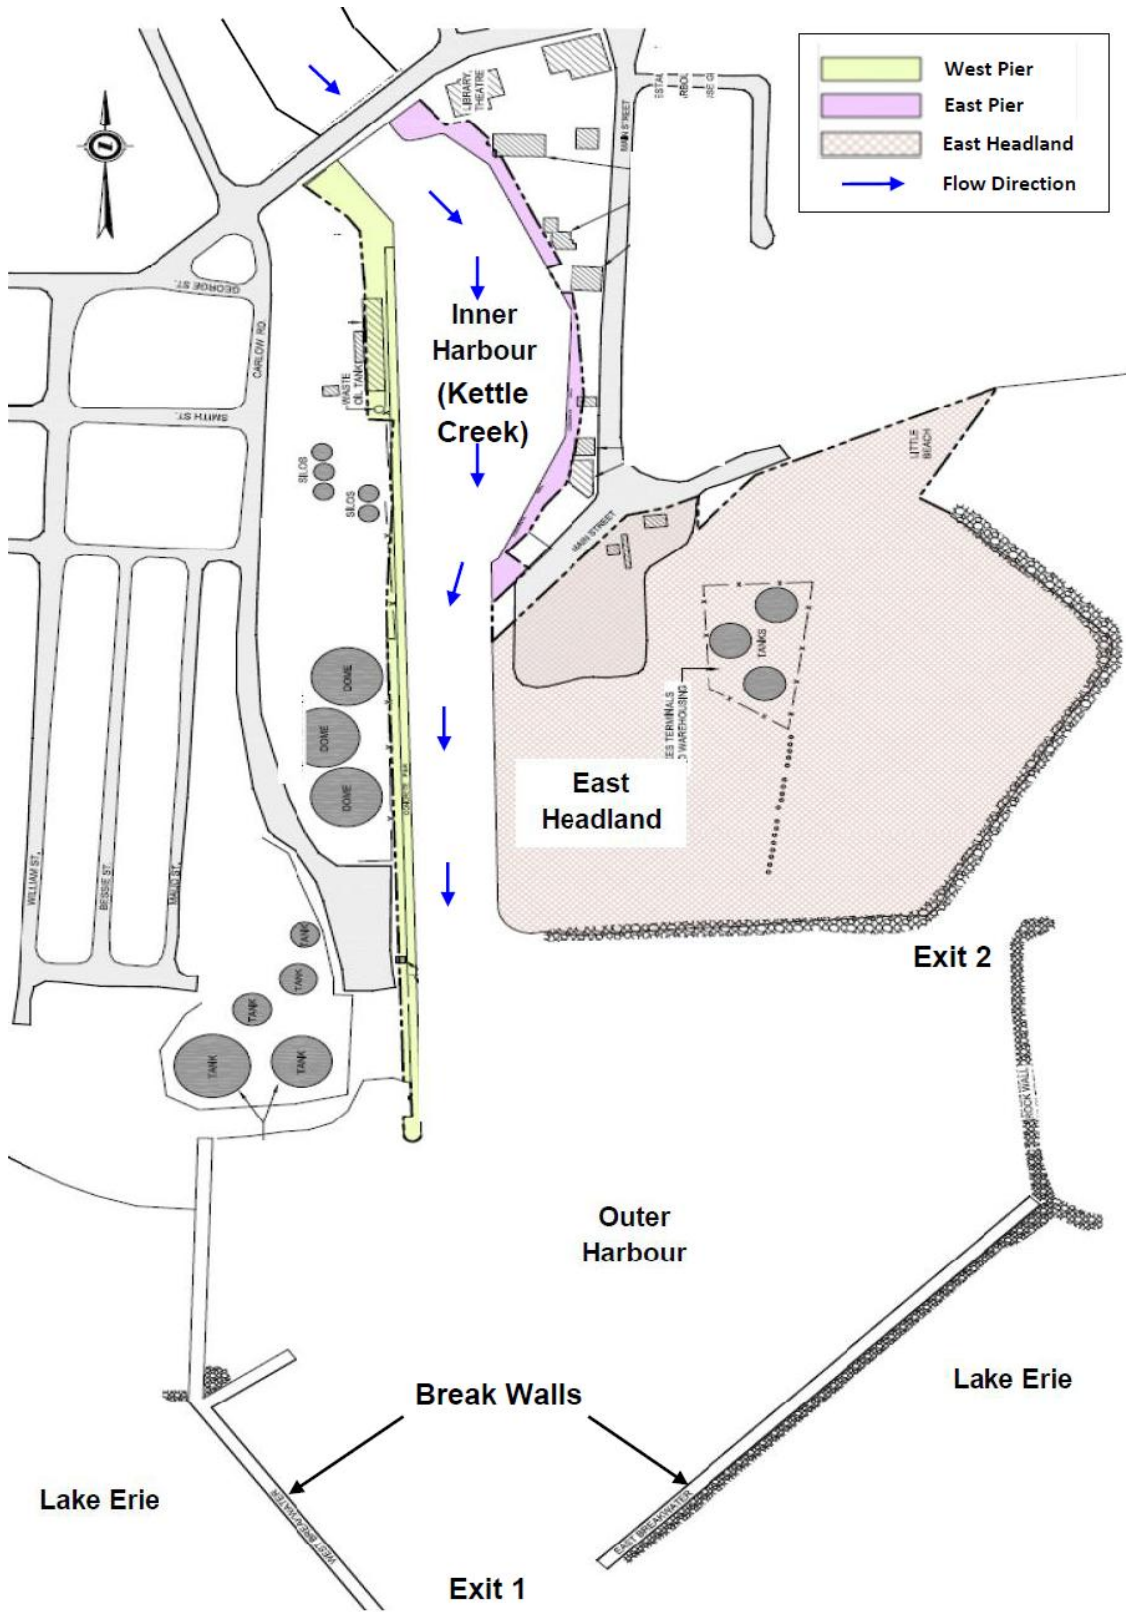 West Pier
East Pier
East Headland
Flow Direction
LIBRARY,
THEATRE
MAIN STREET
GEORGE ST.
CARLOW RD.
SMITH ST.
WASTE
OIL TANK
Inner
Harbour
(Kettle
Creek)
SILOS
SILOS
LITTLE
BEACH
MAIN STREET
TANKS
DOME
DOME
DOME
East
Headland
WILLIAM ST.
BESSIE ST.
MAUD ST.
TANK
TANK
TANK
TANK
TANK
Exit 2
ROCK WALL
Outer
Harbour
Break Walls
Lake Erie
Lake Erie
WEST BREAKWATER
EAST BREAKWATER
Exit 1